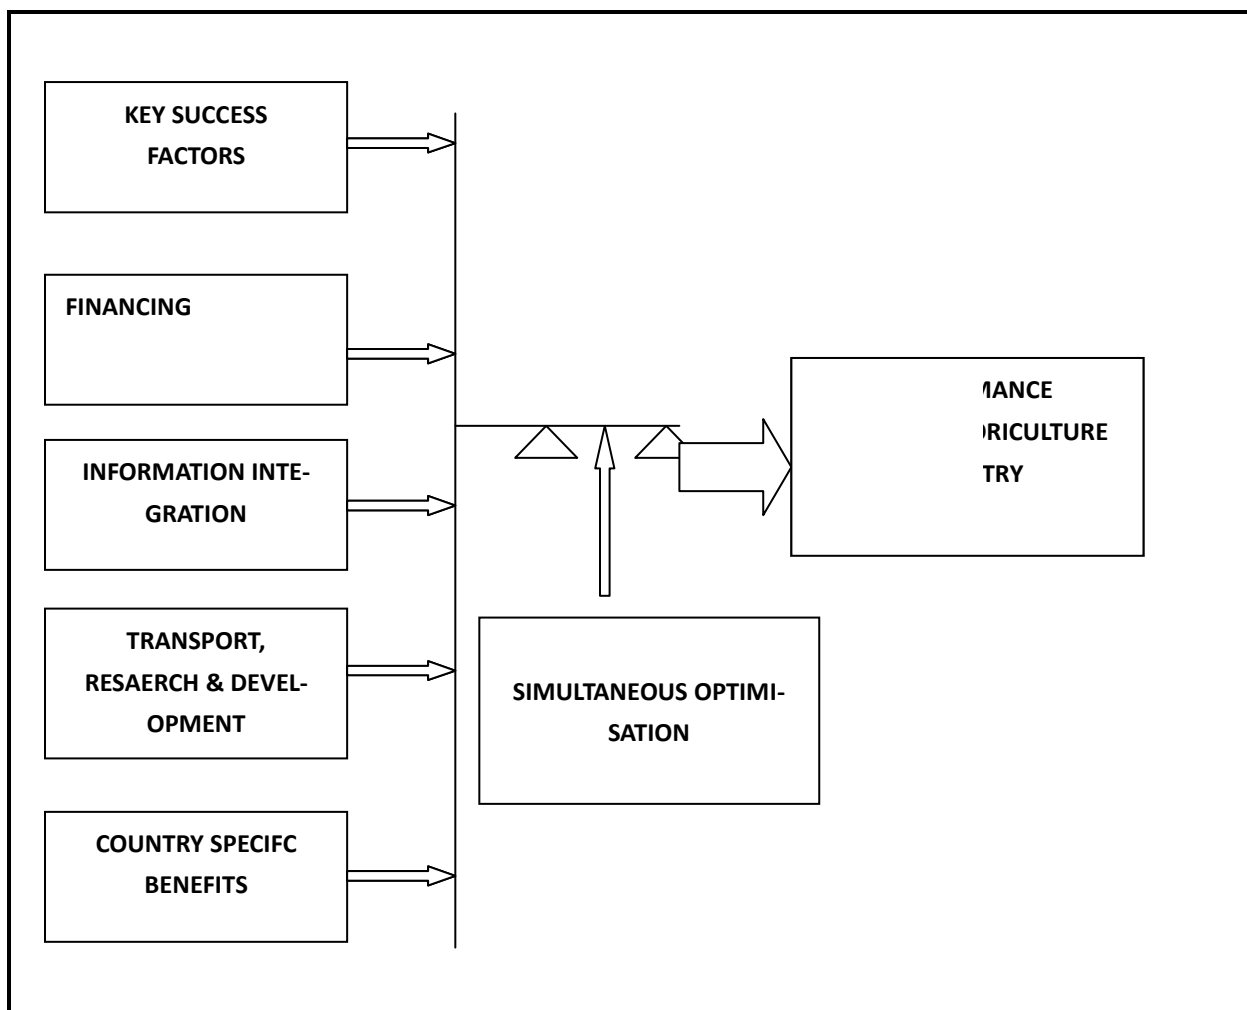 KEY SUCCESS
FACTORS
FINANCING
INFORMATION INTE-
GRATION
TRANSPORT,
RESAERCH & DEVEL-
OPMENT
COUNTRY SPECIFC
BENEFITS
SIMULTANEOUS OPTIMI-
SATION